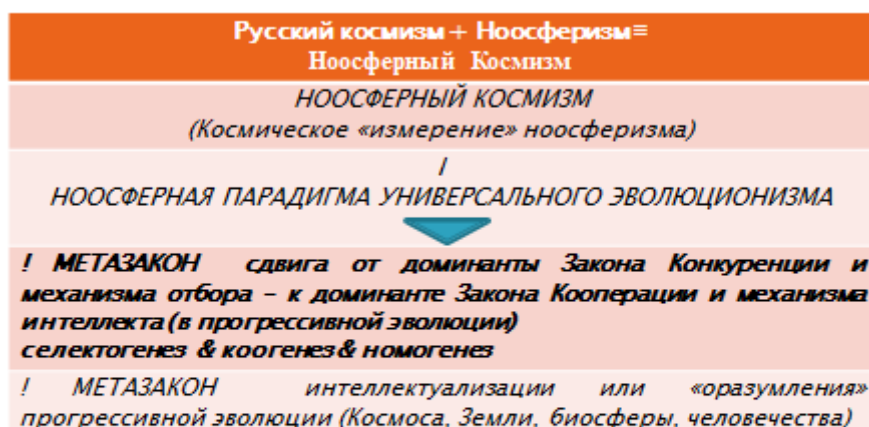 Русский космизм + Ноосферизм≡
Ноосферный Космизм
НООСФЕРНЫЙ КОСМИЗМ
(Космическое «измерение» ноосферизма)
I
НООСФЕРНАЯ ПАРАДИГМА УНИВЕРСАЛЬНОГО ЭВОЛЮЦИОНИЗМА
! МЕТАЗАКОН сдвига от доминанты Закона Конкуренции и
механизма отбора – к доминанте Закона Кооперации и механизма
интеллекта (в прогрессивной эволюции)
селектогенез & коогенез & номогенез
! МЕТАЗАКОН интеллектуализации или «оразумления»
прогрессивной эволюции (Космоса, Земли, биосферы, человечества)